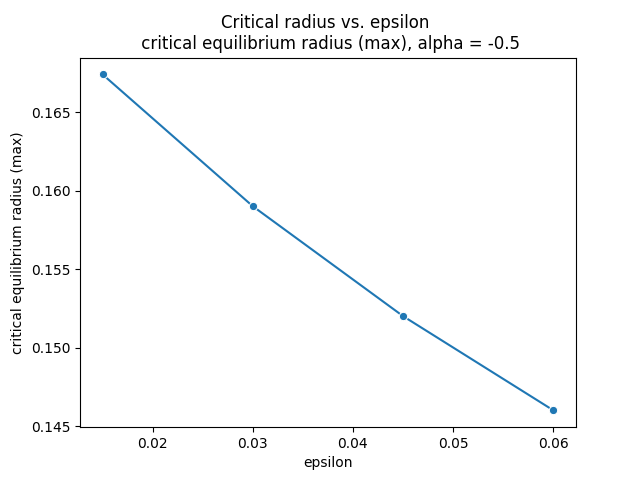 Critical radius vs. epsilon
critical equilibrium radius (max), alpha = -0.5
critical equilibrium radius (max)
0.165
0.160
0.155
0.150
0.145
0.02 0.03 0.04 0.05 0.06
epsilon